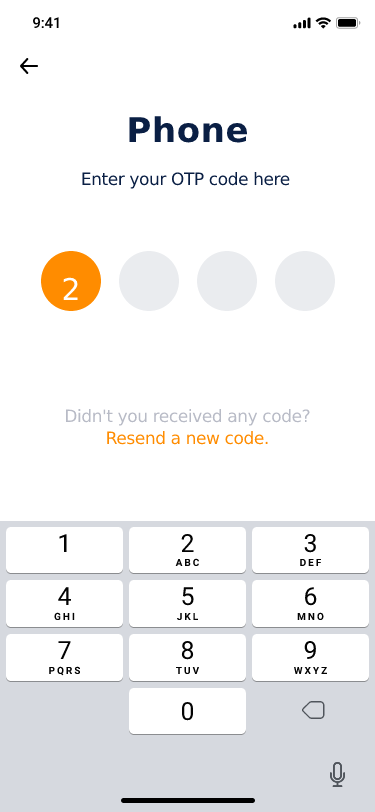 9:41
Phone
Enter your OTP code here
2
Didn't you received any code?
Resend a new code.
1 2 3
ABC DEF
4 5 6
GHI JKL MNO
7 8 9
PQRS TUV WXYZ
0